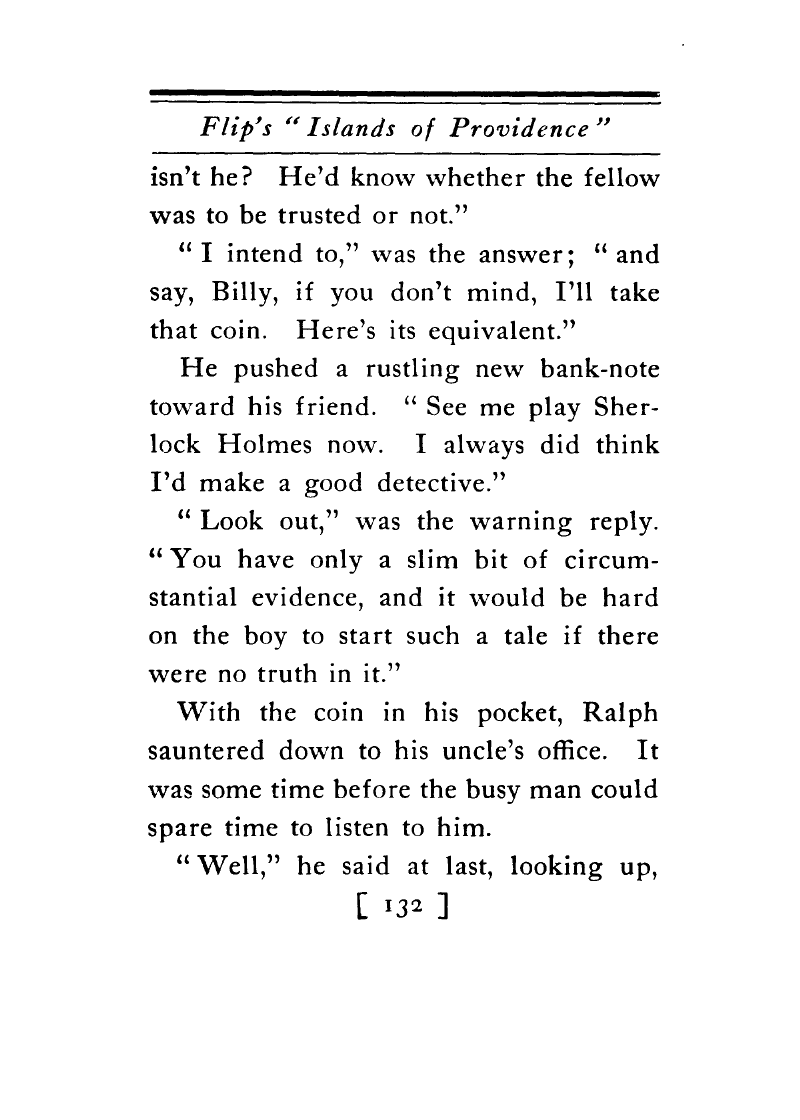 Flip's "Islands of Providence"
isn't he? He'd know whether the fellow
was to be trusted or not."
"I intend to," was the answer; "and
say, Billy, if you don't mind, I'll take
that coin. Here's its equivalent."
He pushed a rustling new bank-note
toward his friend. "See me play Sher-
lock Holmes now. I always did think
I'd make a good detective."
"Look out," was the warning reply.
"You have only a slim bit of circum-
stantial evidence, and it would be hard
on the boy to start such a tale if there
were no truth in it."
With the coin in his pocket, Ralph
sauntered down to his uncle's office. It
was some time before the busy man could
spare time to listen to him.
"Well," he said at last, looking up,
[ 132 ]